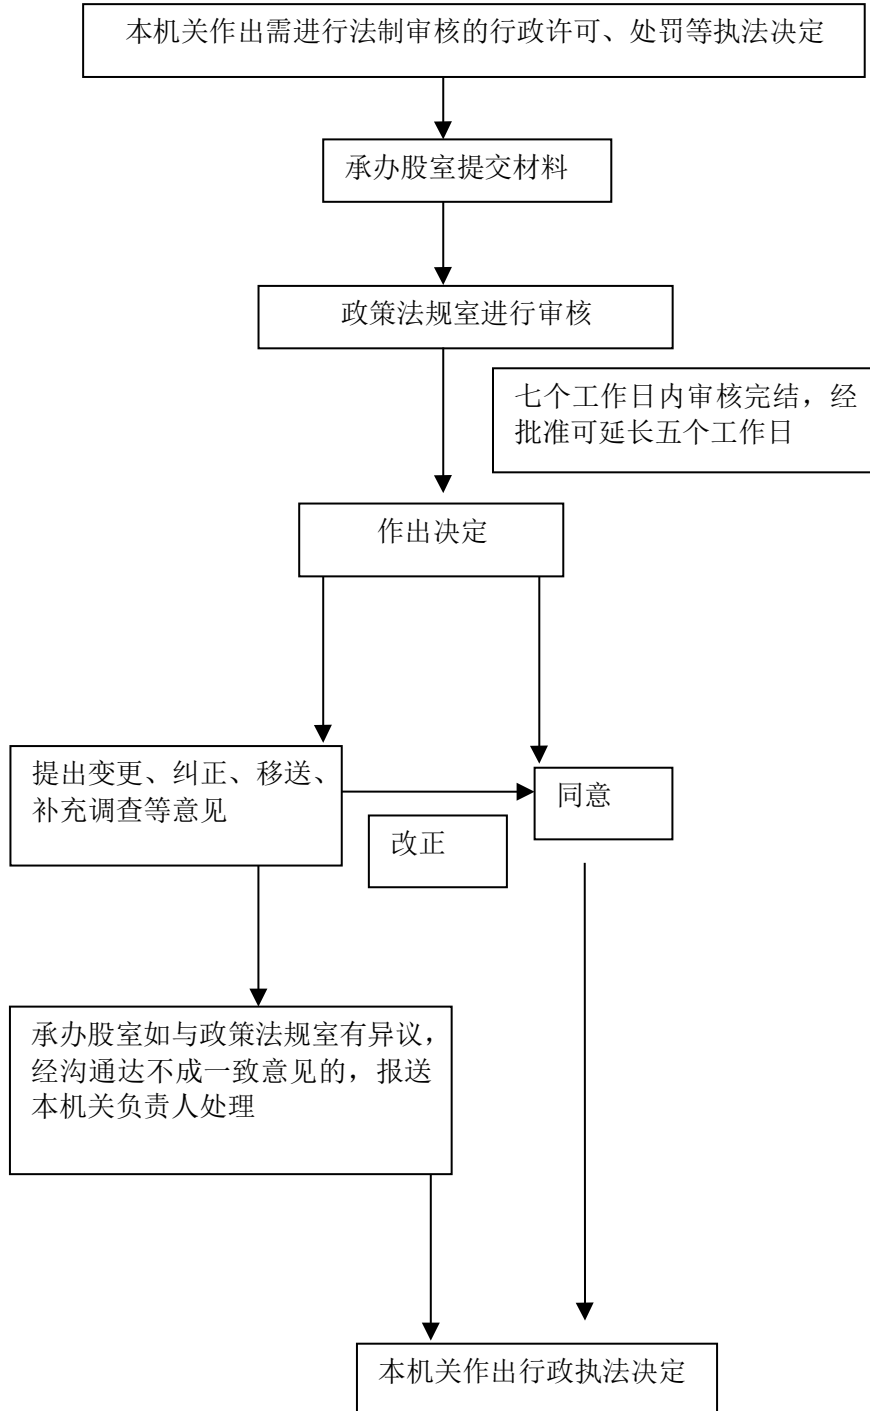 本机关作出需进行法制审核的行政许可、处罚等执法决定
承办股室提交材料
政策法规室进行审核
七个工作日内审核完结，经
批准可延长五个工作日
作出决定
提出变更、纠正、移送、
补充调查等意见
同意
改正
承办股室如与政策法规室有异议，
经沟通达不成一致意见的，报送
本机关负责人处理
本机关作出行政执法决定